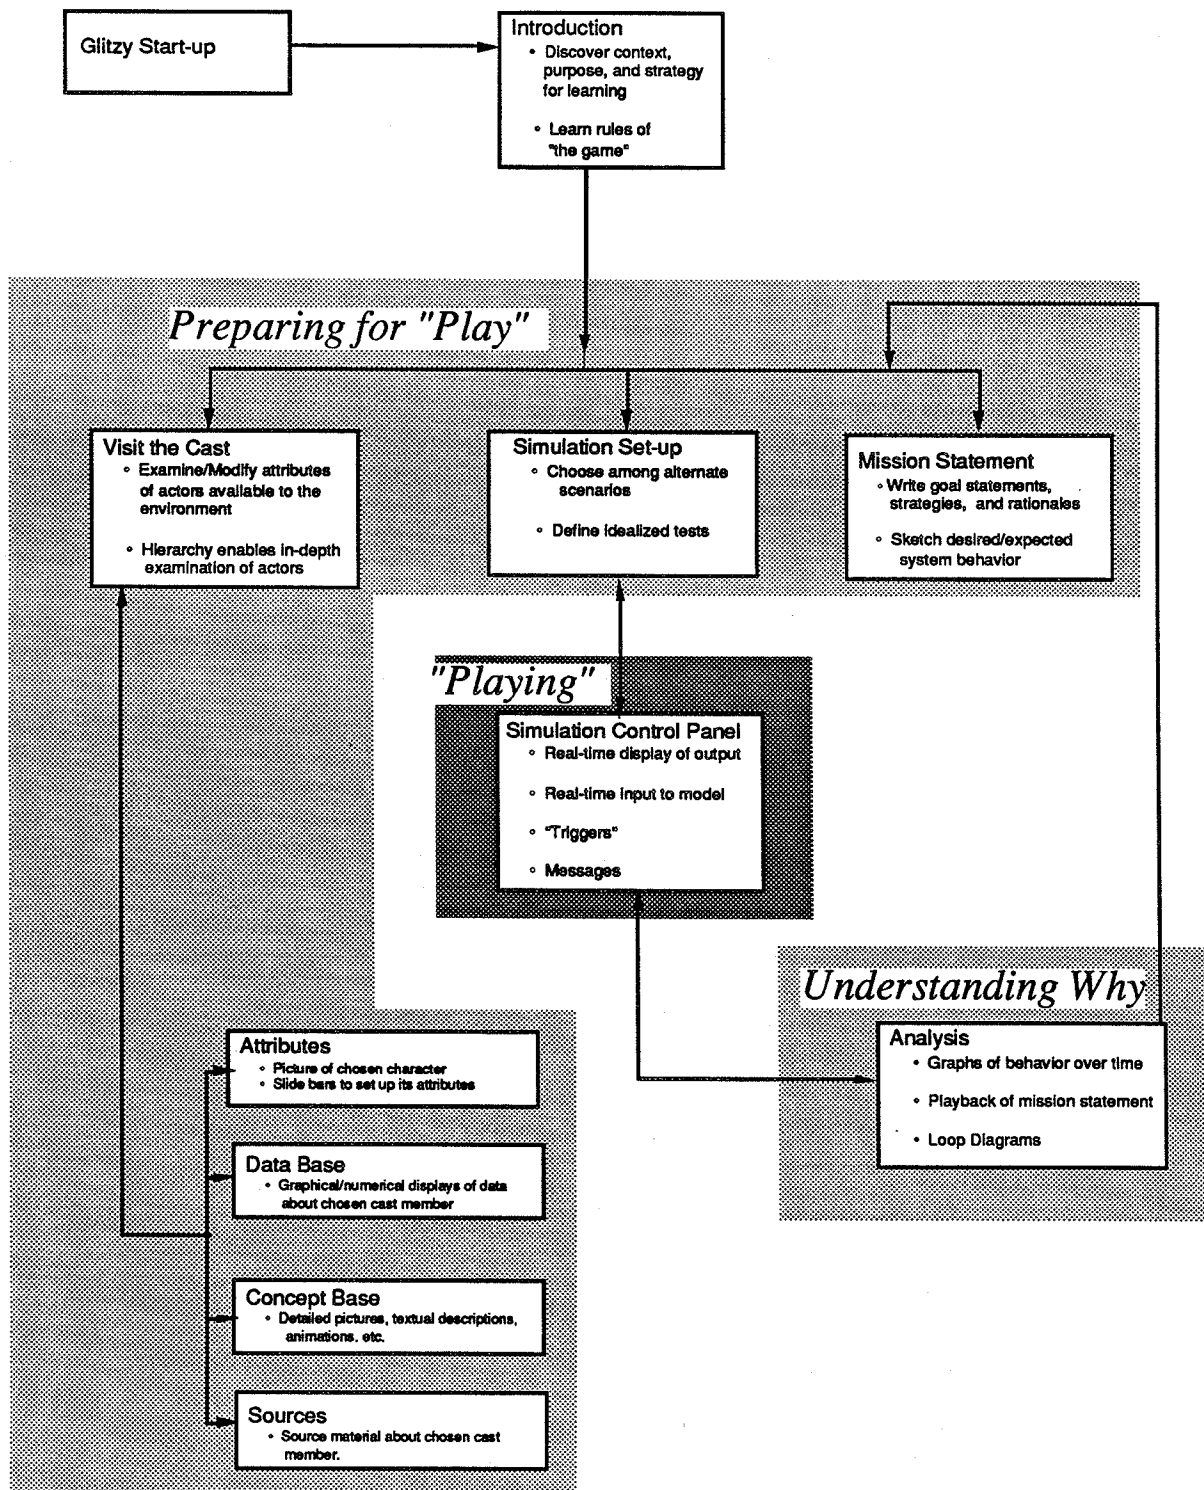 Glitzy Start-up
Introduction
◦ Discover context,
purpose, and strategy
for learning
◦ Learn rules of
"the game"
Preparing for "Play"
Visit the Cast
◦ Examine/Modify attributes
of actors available to the
environment
◦ Hierarchy enables in-depth
examination of actors
Simulation Set-up
◦ Choose among alternate
scenarios
◦ Define idealized tests
Mission Statement
◦ Write goal statements,
strategies, and rationales
◦ Sketch desired/expected
system behavior
"Playing"
Simulation Control Panel
◦ Real-time display of output
◦ Real-time input to model
◦ "Triggers"
◦ Messages
Understanding Why
Analysis
◦ Graphs of behavior over time
◦ Playback of mission statement
◦ Loop Diagrams
Attributes
◦ Picture of chosen character
◦ Slide bars to set up its attributes
Data Base
◦ Graphical/numerical displays of data
about chosen cast member
Concept Base
◦ Detailed pictures, textual descriptions,
animations. etc.
Sources
◦ Source material about chosen cast
member.